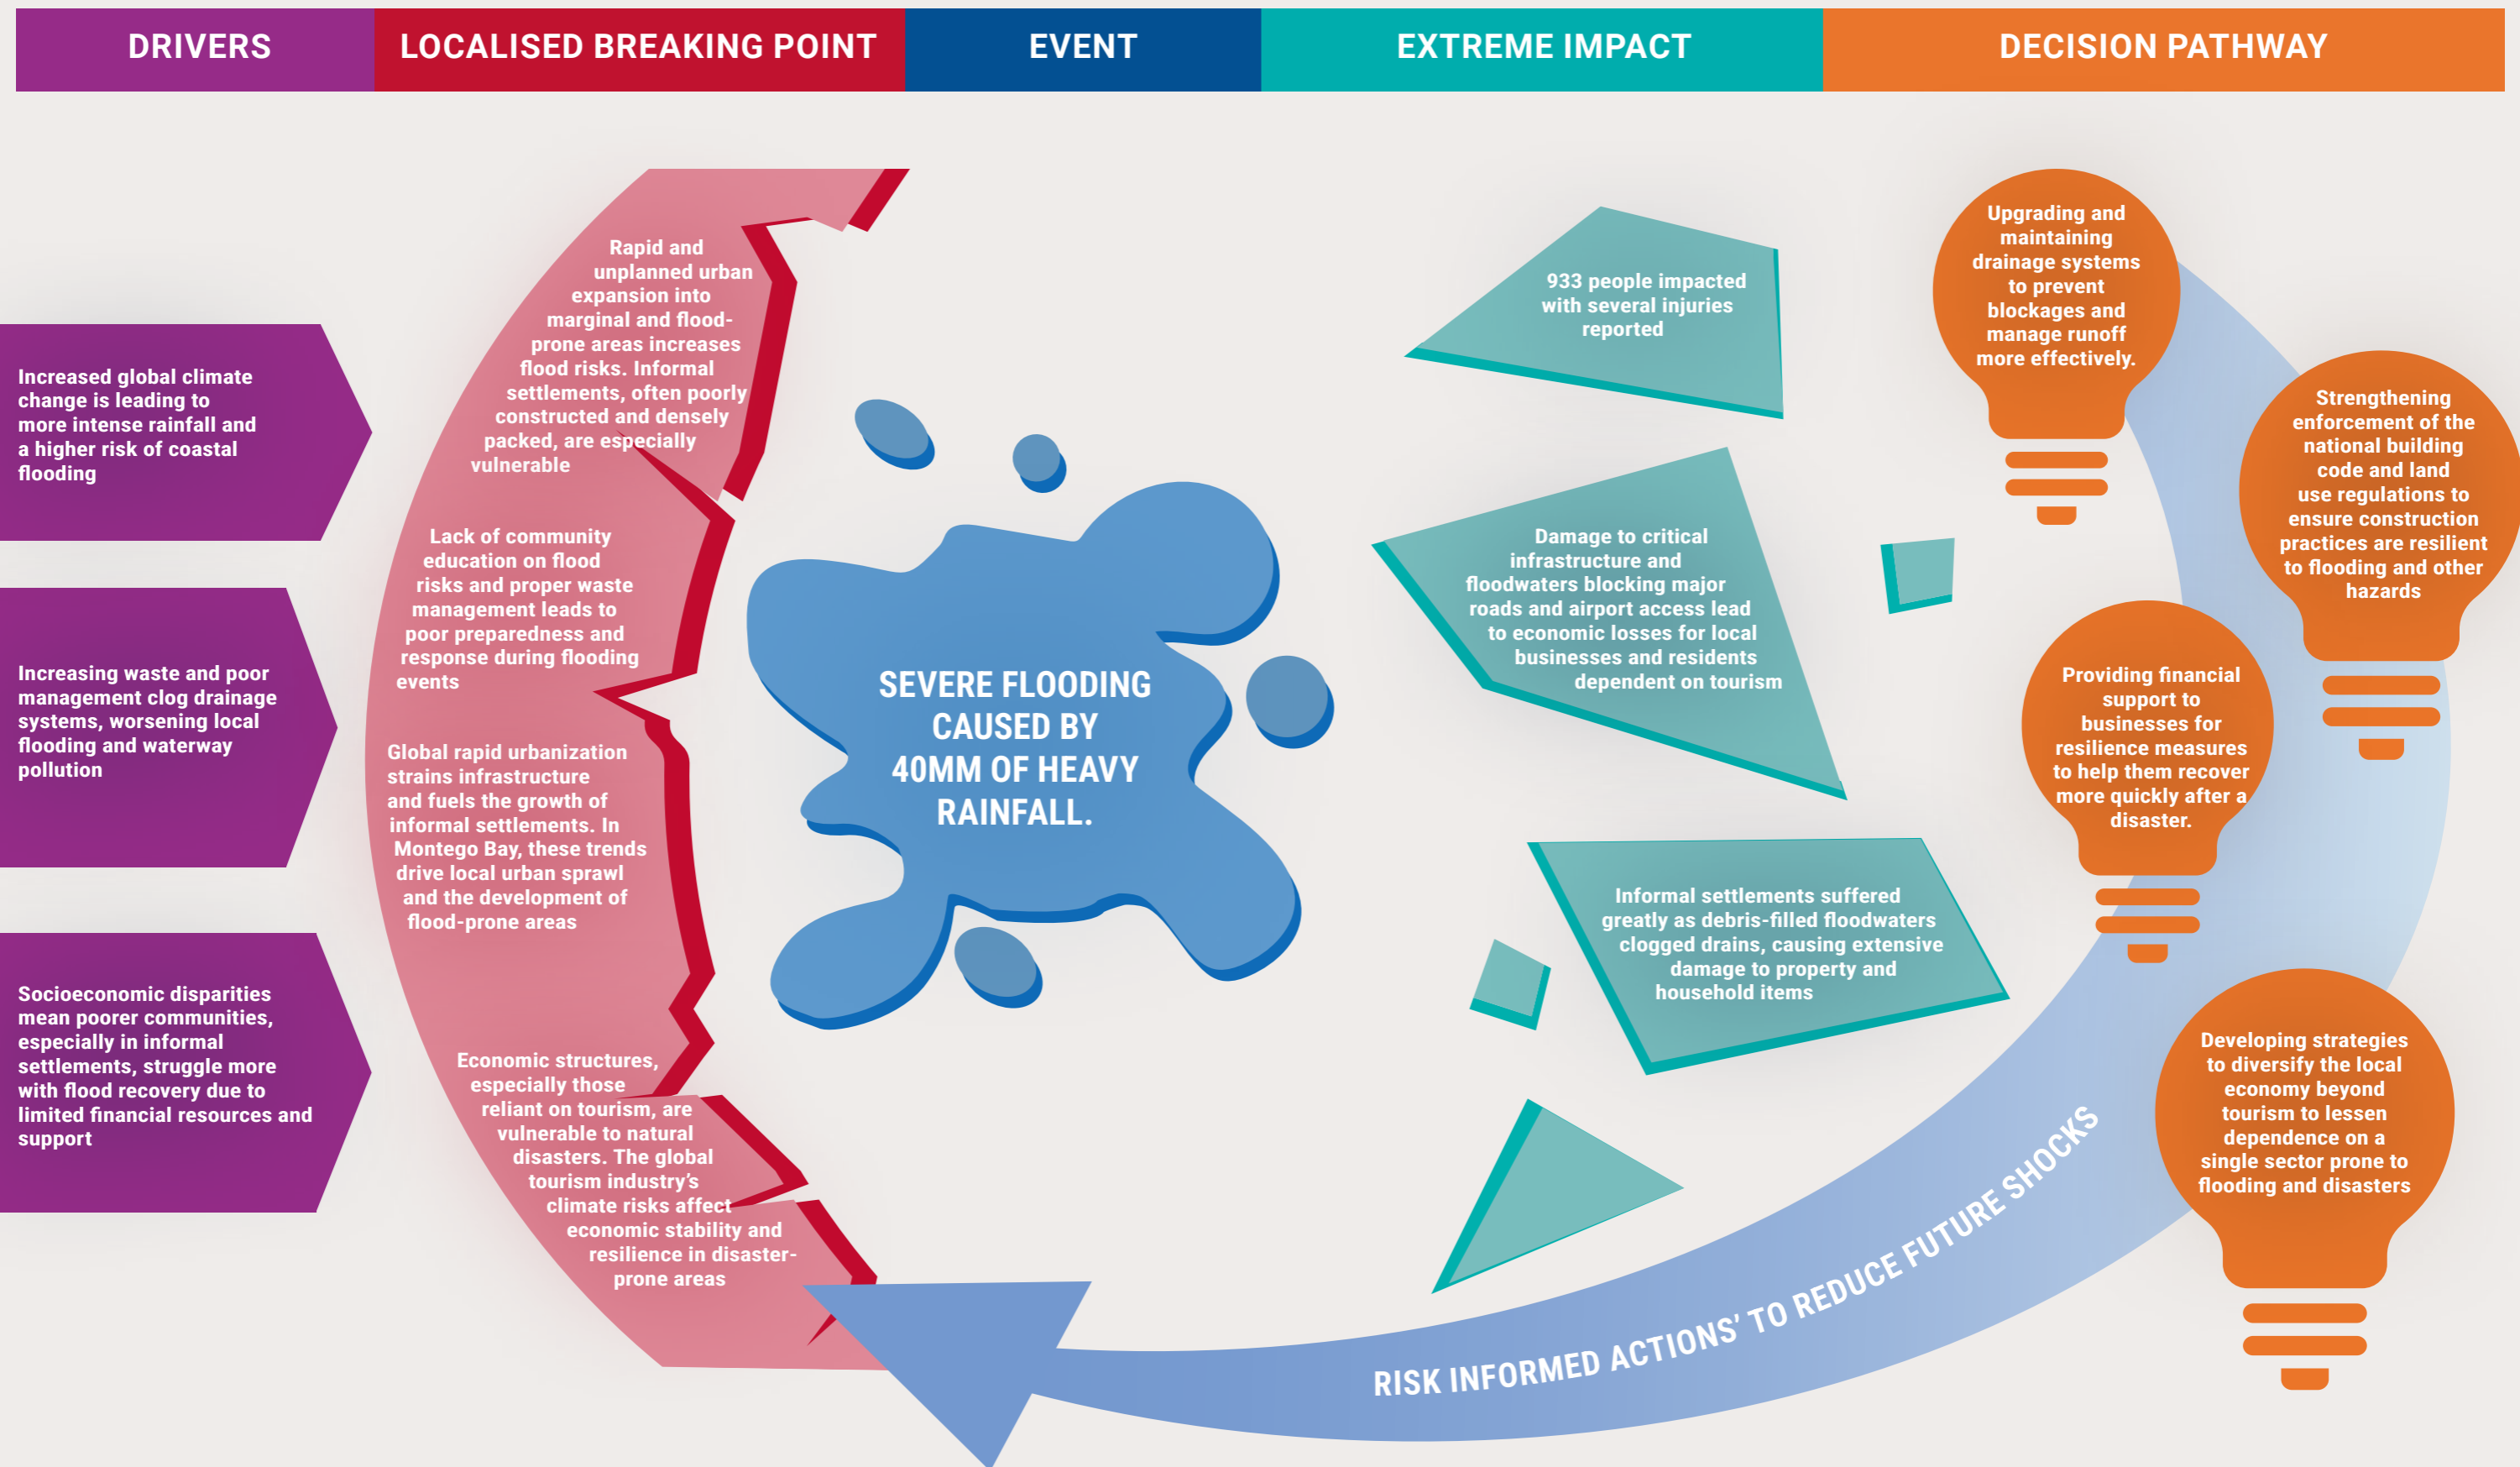 DRIVERS
LOCALISED BREAKING POINT
EVENT
EXTREME IMPACT
DECISION PATHWAY
Increased global climate
change is leading to
more intense rainfall and
a higher risk of coastal
flooding
Increasing waste and poor
management clog drainage
systems, worsening local
flooding and waterway
pollution
Socioeconomic disparities
mean poorer communities,
especially in informal
settlements, struggle more
with flood recovery due to
limited financial resources and
support
Rapid and
unplanned urban
expansion into
marginal and flood-
prone areas increases
flood risks. Informal
settlements, often poorly
constructed and densely
packed, are especially
vulnerable
Lack of community
education on flood
risks and proper waste
management leads to
poor preparedness and
response during flooding
events
Global rapid urbanization
strains infrastructure
and fuels the growth of
informal settlements. In
Montego Bay, these trends
drive local urban sprawl
and the development of
flood-prone areas
Economic structures,
especially those
reliant on tourism, are
vulnerable to natural
disasters. The global
tourism industry's
climate risks affect
economic stability and
resilience in disaster-
prone areas
SEVERE FLOODING
CAUSED BY
40MM OF HEAVY
RAINFALL.
933 people impacted
with several injuries
reported
Damage to critical
infrastructure and
floodwaters blocking major
roads and airport access lead
to economic losses for local
businesses and residents
dependent on tourism
Informal settlements suffered
greatly as debris-filled floodwaters
clogged drains, causing extensive
damage to property and
household items
Upgrading and
maintaining
drainage systems
to prevent
blockages and
manage runoff
more effectively.
Strengthening
enforcement of the
national building
code and land
use regulations to
ensure construction
practices are resilient
to flooding and other
hazards
Providing financial
support to
businesses for
resilience measures
to help them recover
more quickly after a
disaster.
Developing strategies
to diversify the local
economy beyond
tourism to lessen
dependence on a
single sector prone to
flooding and disasters
RISK INFORMED ACTIONS' TO REDUCE FUTURE SHOCKS